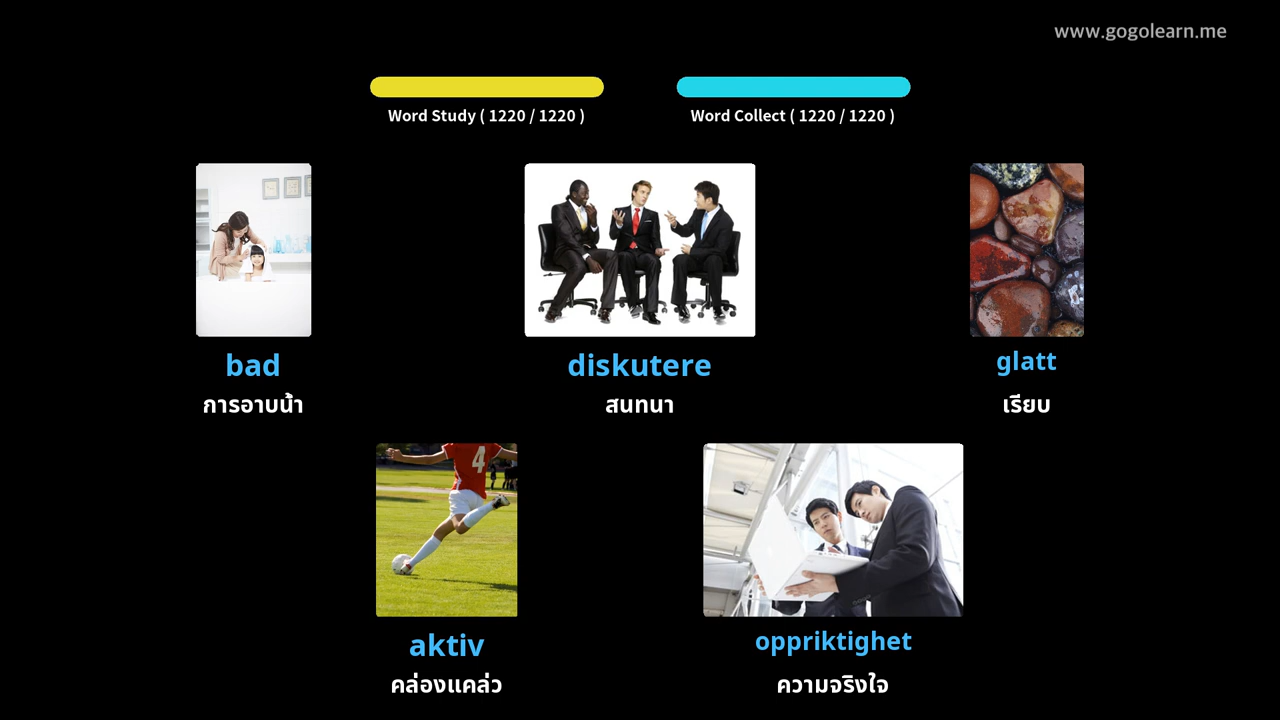 www.gogolearn.me
Word Study ( 1220 / 1220 )
Word Collect ( 1220 / 1220 )
bad
การอาบน้ำ
diskutere
สนทนา
glatt
เรียบ
4
aktiv
คล่องแคล่ว
oppriktighet
ความจริงใจ